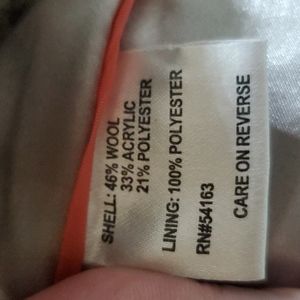 SHELL: 46% WOOL
33% ACRYLIC
21% POLYESTER
LINING: 100% POLYESTER
RN#54163
CARE ON REVERSE